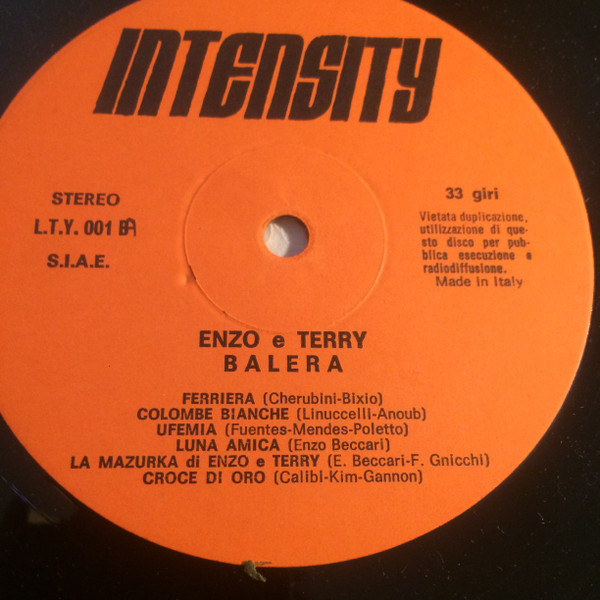 INTENSITY
STEREO
L.T.Y. 001
S.I.A.E.
33 giri
Vietata duplicazione,
utilizzazione di que-
sto disco per pub-
blica esecuzione e
radiodiffusione.
Made in Italy
ENZO e TERRY
BALERA
FERRIERA (Cherubini-Bixio)
COLOMBE BIANCHE (Linuccelli-Anoub)
UFEMIA (Fuentes-Mendes-Poletto)
LUNA AMICA (Enzo Beccari)
LA MAZURKA di ENZO e TERRY (E. Beccari-F. Gnicchi)
CROCE DI ORO (Calibi-Kim-Gannon)